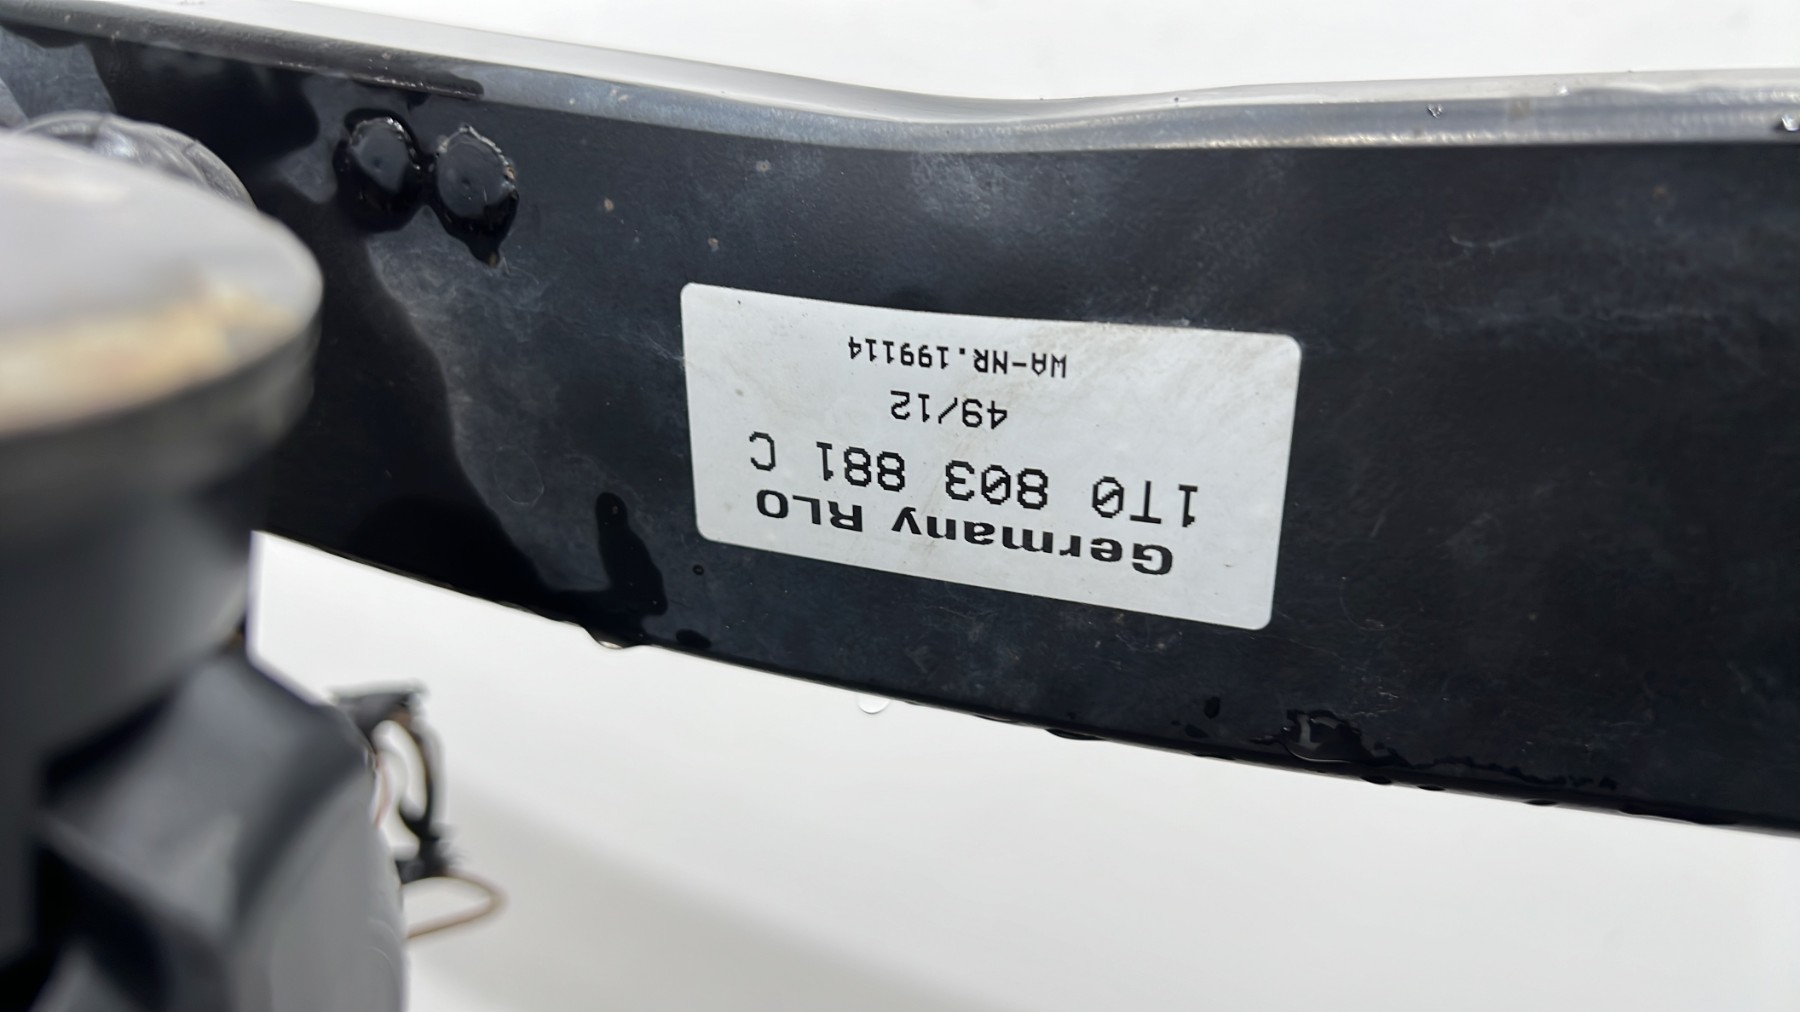 Germany RLO
1T0 803 881 C
49/12
WA-NR.199114